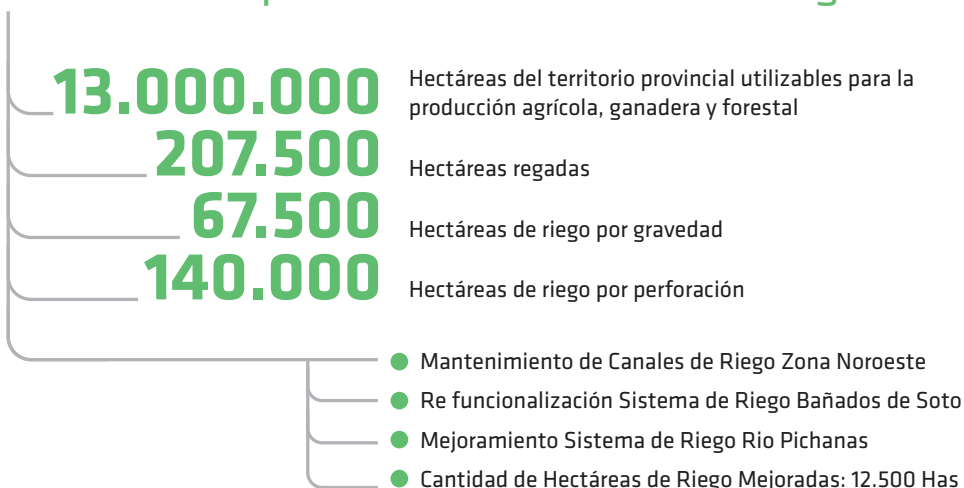 13.000.000
Hectáreas del territorio provincial utilizables para la
producción agrícola, ganadera y forestal
207.500
Hectáreas regadas
67.500
Hectáreas de riego por gravedad
140.000
Hectáreas de riego por perforación
Mantenimiento de Canales de Riego Zona Noroeste
Re funcionalización Sistema de Riego Bañados de Soto
Mejoramiento Sistema de Riego Rio Pichanas
Cantidad de Hectáreas de Riego Mejoradas: 12.500 Has